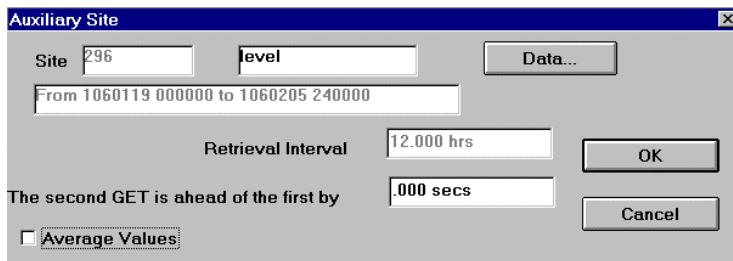 Auxiliary Site
Site 296 level Data...
From 1060119 000000 to 1060205 240000
Retrieval Interval 12.000 hrs
OK
The second GET is ahead of the first by .000 secs
Cancel
Average Values